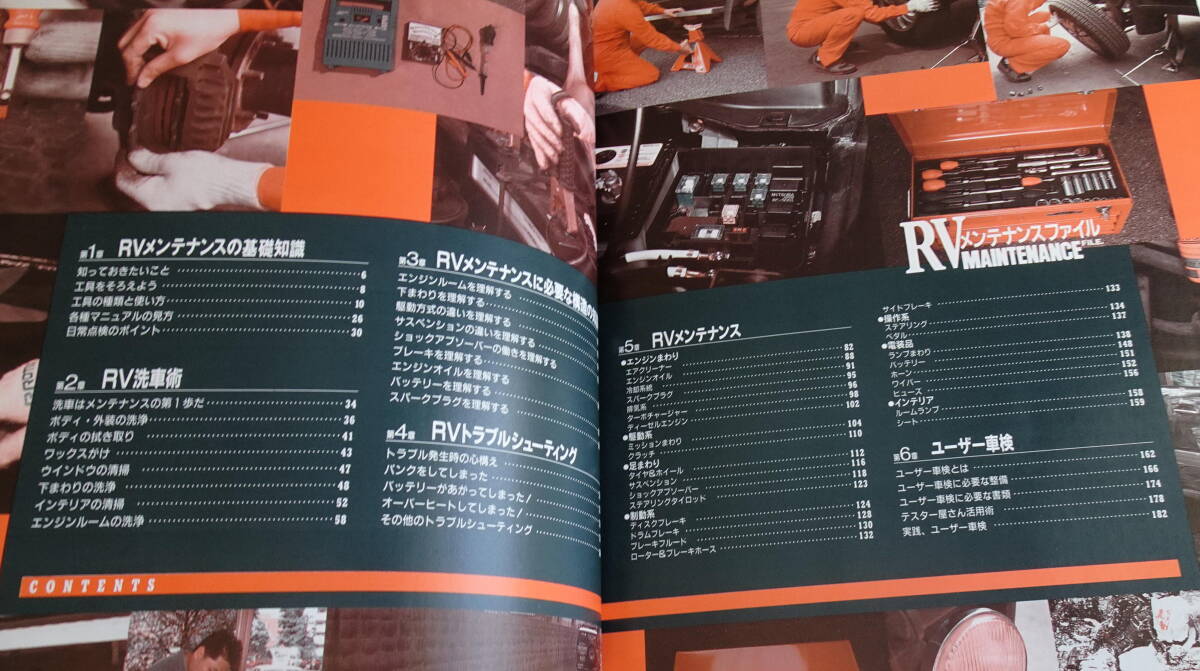 第1章 RVメンテナンスの基礎知識
知っておきたいこと 6
工具をそろえよう 8
工具の種類と使い方 10
各種マニュアルの見方 26
日常点検のポイント 30
第2章 RV洗車術
洗車はメンテナンスの第1歩だ 34
ボディ・外装の洗浄 36
ボディの拭き取り 41
ワックスがけ 43
ウインドウの清掃 47
下まわりの洗浄 48
インテリアの清掃 52
エンジンルームの洗浄 58
第3章 RVメンテナンスに必要な構造の
エンジンルームを理解する
下まわりを理解する
駆動方式の違いを理解する
サスペンションの違いを理解する
ショックアブソーバーの働きを理解する
ブレーキを理解する
エンジンオイルを理解する
バッテリーを理解する
スパークプラグを理解する
第4章 RVトラブルシューティング
トラブル発生時の心構え
パンクをしてしまった
バッテリーがあがってしまった!
オーバーヒートしてしまった!
その他のトラブルシューティング
CONTENTS
RVメンテナンスファイル
MAINTENANCE FILE.
第5章 RVメンテナンス
●エンジンまわり 82
エアクリーナー 88
エンジンオイル 91
冷却系統 95
スパークプラグ 96
排気系 98
ターボチャージャー 102
ディーゼルエンジン
●駆動系 104
ミッションまわり 110
クラッチ
●足まわり 112
タイヤ&ホイール 116
サスペンション 118
ショックアブソーバー 123
ステアリングタイロッド
●制動系 124
ディスクブレーキ 128
ドラムブレーキ 130
ブレーキフルード 132
ローター&ブレーキホース
サイドブレーキ 133
●操作系
ステアリング 134
ペダル 137
●電装品
ランプまわり 138
バッテリー 148
ホーン 151
ワイパー 152
ヒューズ 156
●インテリア
ルームランプ 158
シート 159
第6章 ユーザー車検
ユーザー車検とは 162
ユーザー車検に必要な整備 166
ユーザー車検に必要な書類 174
テスター屋さん活用術 178
実践、ユーザー車検 182